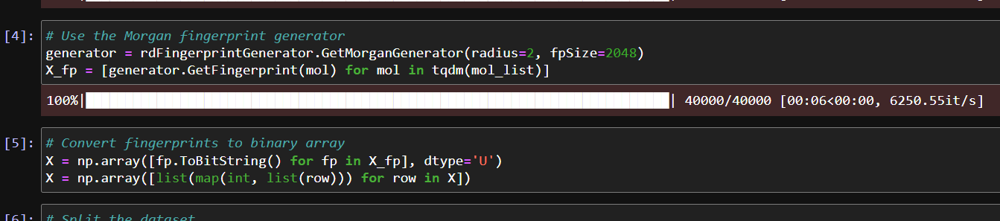 [4]: # Use the Morgan fingerprint generator
generator = rdFingerprintGenerator.GetMorganGenerator(radius=2, fpSize=2048)
X_fp = [generator.GetFingerprint(mol) for mol in tqdm(mol_list)]
100%|██████████| 40000/40000 [00:06<00:00, 6250.55it/s]
[5]: # Convert fingerprints to binary array
X = np.array([fp.ToBitString() for fp in X_fp], dtype='U')
X = np.array([list(map(int, list(row))) for row in X])
[6]: # Split the dataset